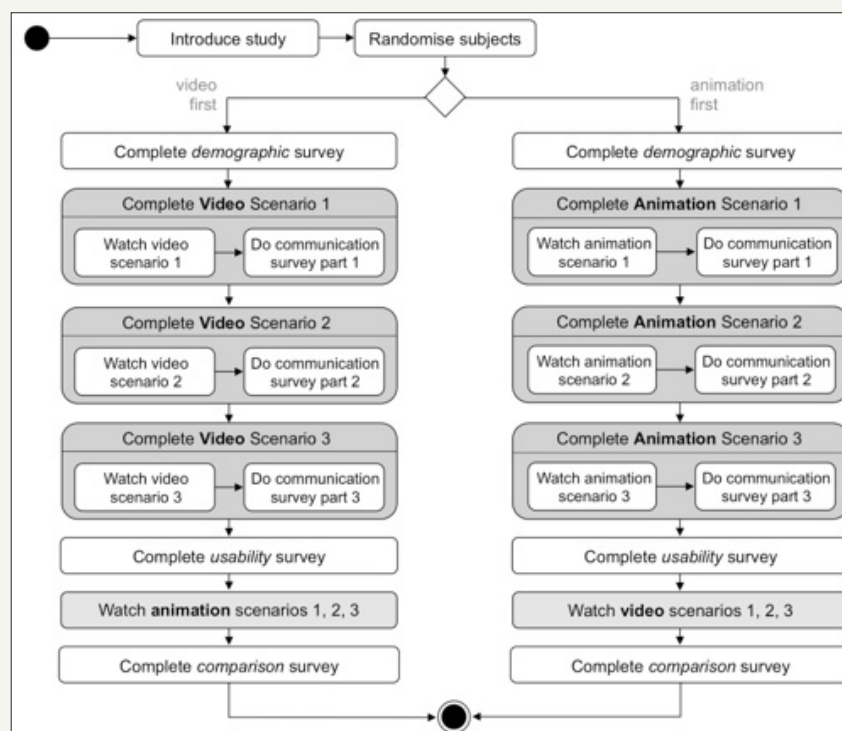 Introduce study
Randomise subjects
video
first
animation
first
Complete demographic survey
Complete Video Scenario 1
Watch video
scenario 1
Do communication
survey part 1
Complete Video Scenario 2
Watch video
scenario 2
Do communication
survey part 2
Complete Video Scenario 3
Watch video
scenario 3
Do communication
survey part 3
Complete usability survey
Watch animation scenarios 1, 2, 3
Complete comparison survey
Complete demographic survey
Complete Animation Scenario 1
Watch animation
scenario 1
Do communication
survey part 1
Complete Animation Scenario 2
Watch animation
scenario 2
Do communication
survey part 2
Complete Animation Scenario 3
Watch animation
scenario 3
Do communication
survey part 3
Complete usability survey
Watch video scenarios 1, 2, 3
Complete comparison survey